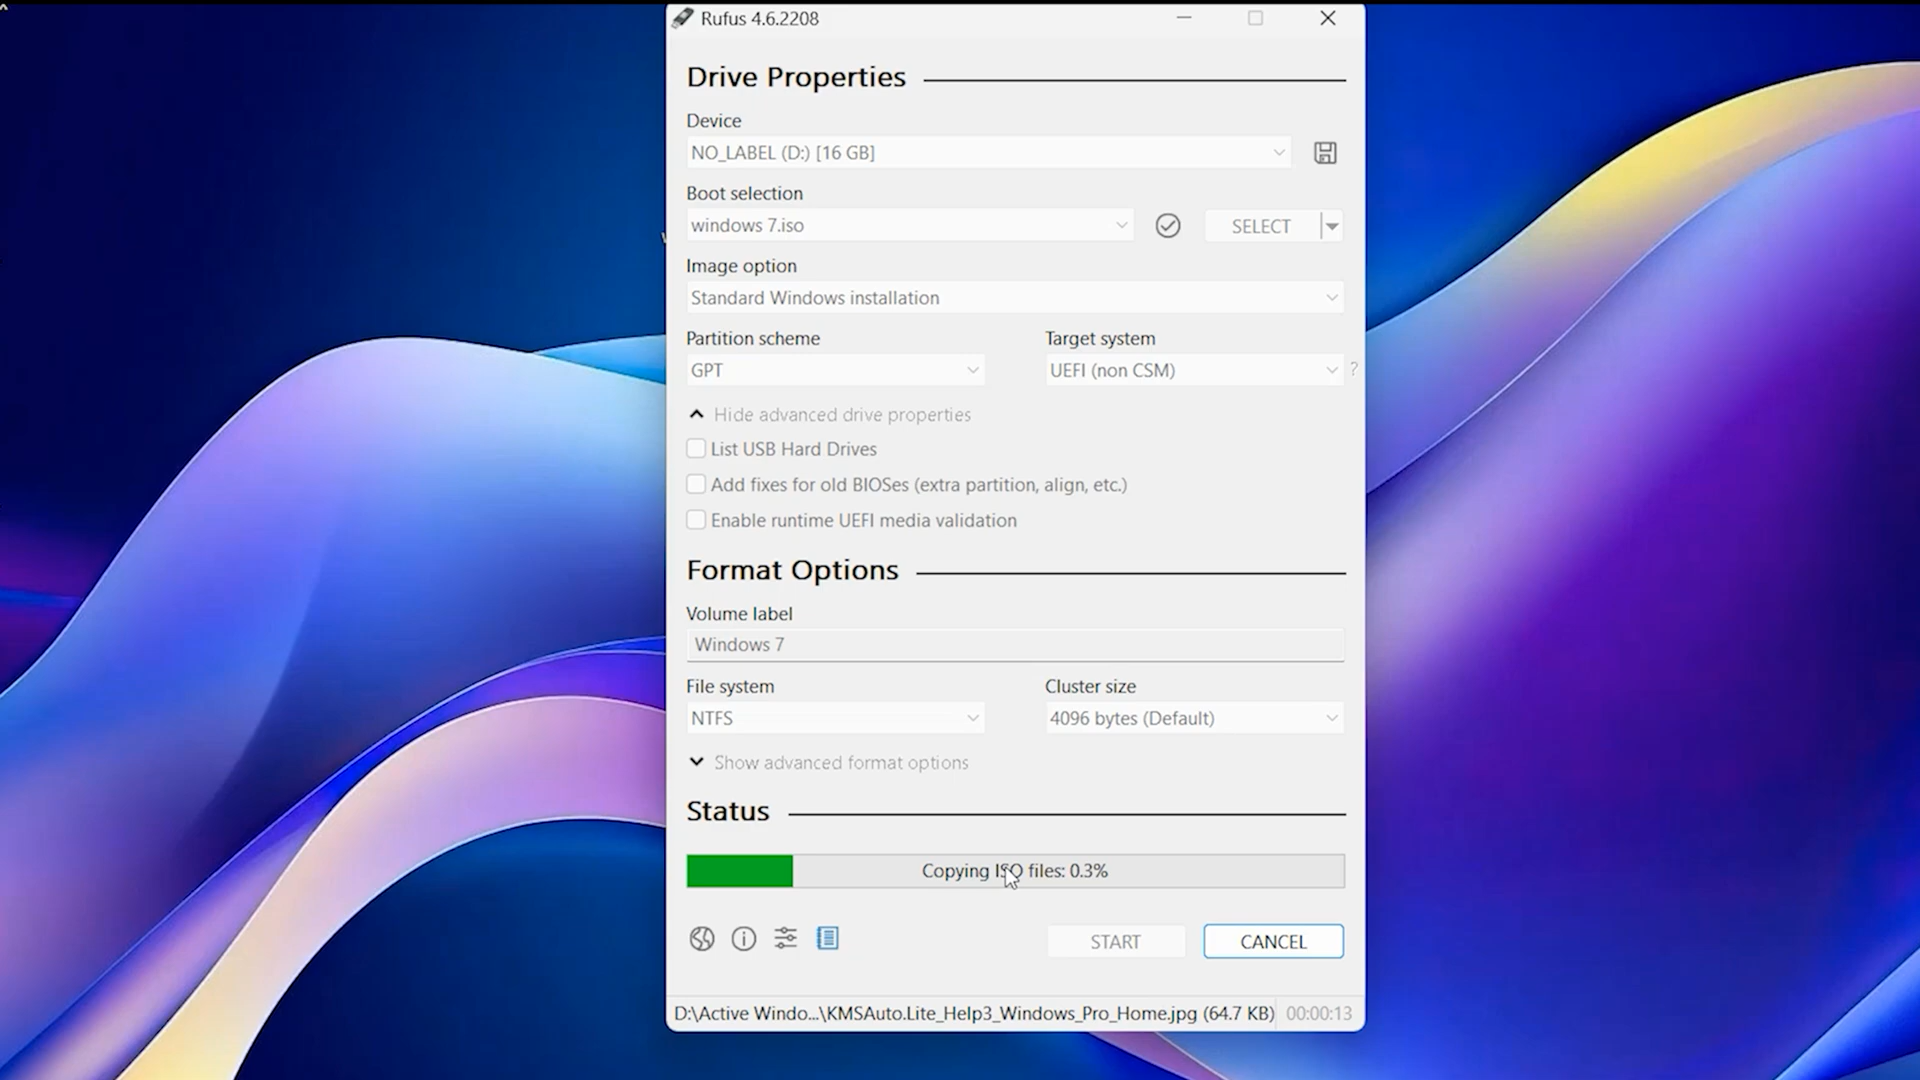 Rufus 4.6.2208
Drive Properties
Device
NO_LABEL (D:) [16 GB]
Boot selection
windows 7.iso
SELECT
Image option
Standard Windows installation
Partition scheme
Target system
GPT
UEFI (non CSM)
?
Hide advanced drive properties
List USB Hard Drives
Add fixes for old BIOSes (extra partition, align, etc.)
Enable runtime UEFI media validation
Format Options
Volume label
Windows 7
File system
Cluster size
NTFS
4096 bytes (Default)
Show advanced format options
Status
Copying ISO files: 0.3%
START
CANCEL
D:\Active Windo...\KMSAuto.Lite_Help3_Windows_Pro_Home.jpg (64.7 KB)
00:00:13